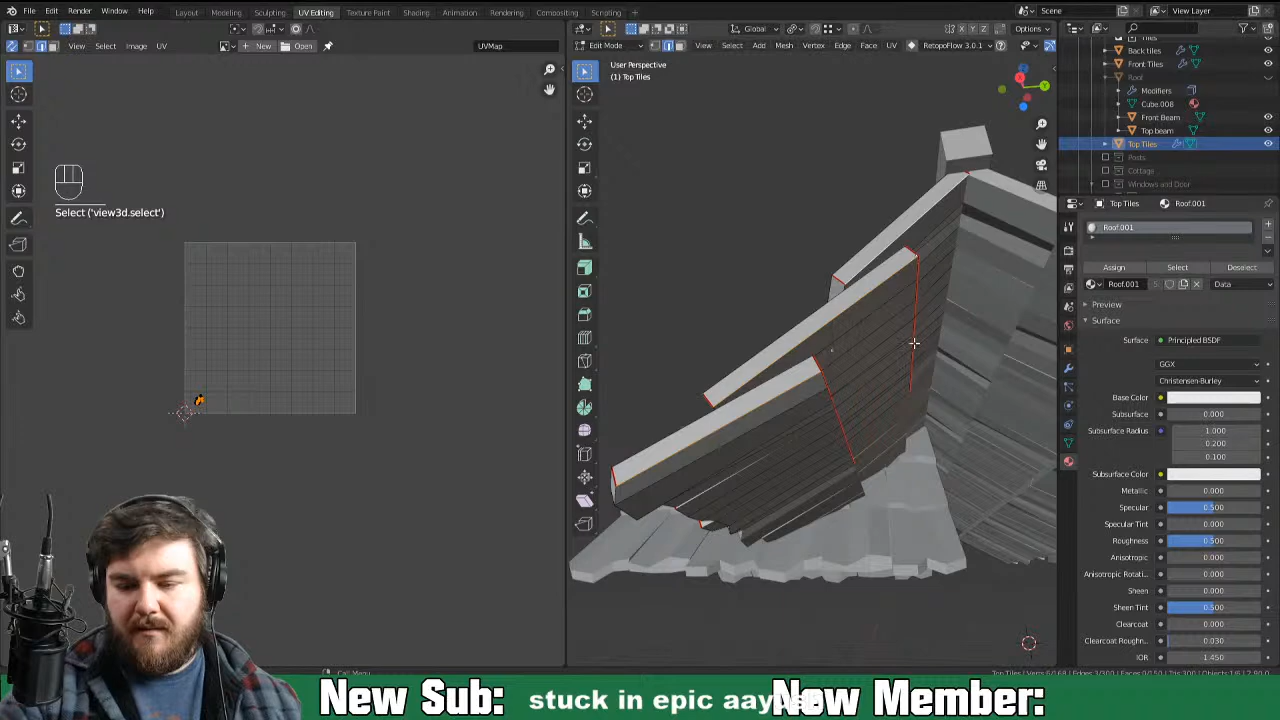 File Edit Render Window Help Layout Modeling Sculpting UV Editing Texture Paint Shading Animation Rendering Compositing Scripting Scene View Layer
View Select Image UV New Open UVMap
Edit Mode View Select Add Mesh Vertex Edge Face UV RetopoFlow 3.0.1
Global X Y Z Options
User Perspective
(1) Top Tiles
Back tiles
Front Tiles
Roof
Modifiers
Cube.008
Front Beam
Top beam
Top Tiles
Posts
Cottage
Windows and Door
Select ('view3d.select')
Top Tiles Roof.001
Roof.001
Assign Select Deselect
Roof.001 Data
Preview
Surface
Surface Principled BSDF
GGX
Christensen-Burley
Base Color
Subsurface 0.000
Subsurface Radius 1.000
0.200
0.100
Subsurface Color
Metallic 0.000
Specular 0.500
Specular Tint 0.000
Roughness 0.500
Anisotropic 0.000
Anisotropic Rotati... 0.000
Sheen 0.000
Sheen Tint 0.500
Clearcoat 0.000
Clearcoat Roughn... 0.030
IOR 1.450
Call Menu
New Sub: stuck in epic New Member: